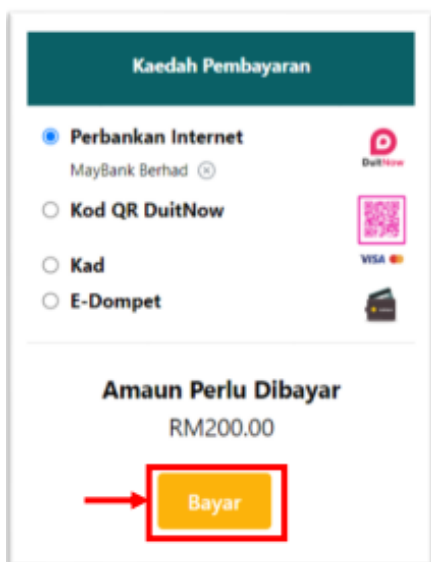 Kaedah Pembayaran
Perbankan Internet
DuitNow
MayBank Berhad
Kod QR DuitNow
Kad
VISA
E-Dompet
Amaun Perlu Dibayar
RM200.00
Bayar